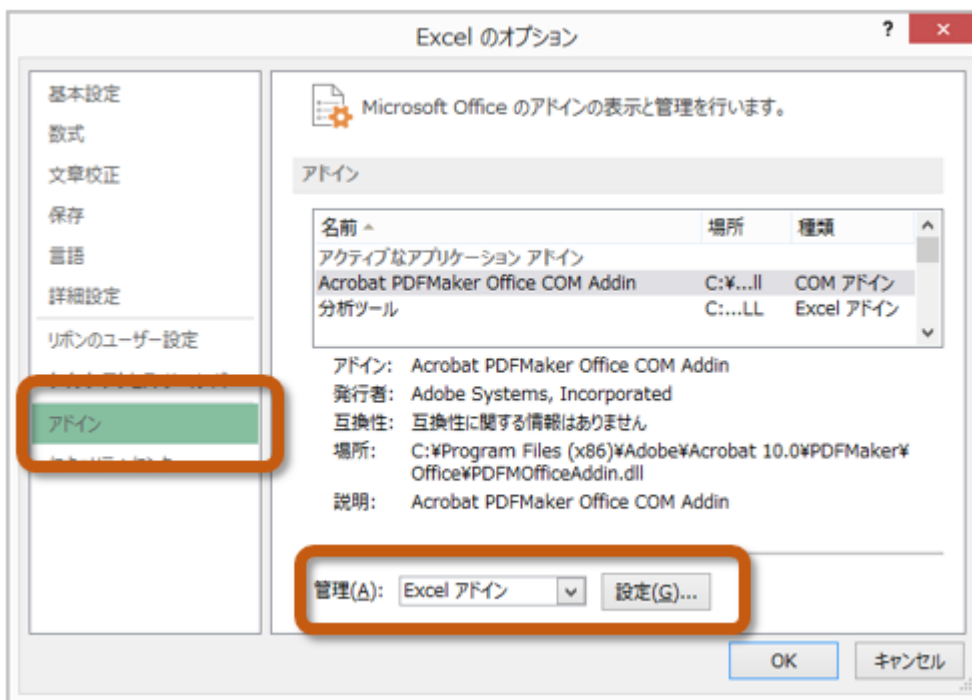 Excel のオプション
?
基本設定
数式
文章校正
保存
言語
詳細設定
リボンのユーザー設定
アドイン
Microsoft Office のアドインの表示と管理を行います。
アドイン
名前 場所 種類
アクティブなアプリケーション アドイン
Acrobat PDFMaker Office COM Addin C:¥...ll COM アドイン
分析ツール C:...LL Excel アドイン
アドイン: Acrobat PDFMaker Office COM Addin
発行者: Adobe Systems, Incorporated
互換性: 互換性に関する情報はありません
場所: C:¥Program Files (x86)¥Adobe¥Acrobat 10.0¥PDFMaker¥
Office¥PDFMOfficeAddin.dll
説明: Acrobat PDFMaker Office COM Addin
管理(A): Excel アドイン 設定(G)...
OK キャンセル